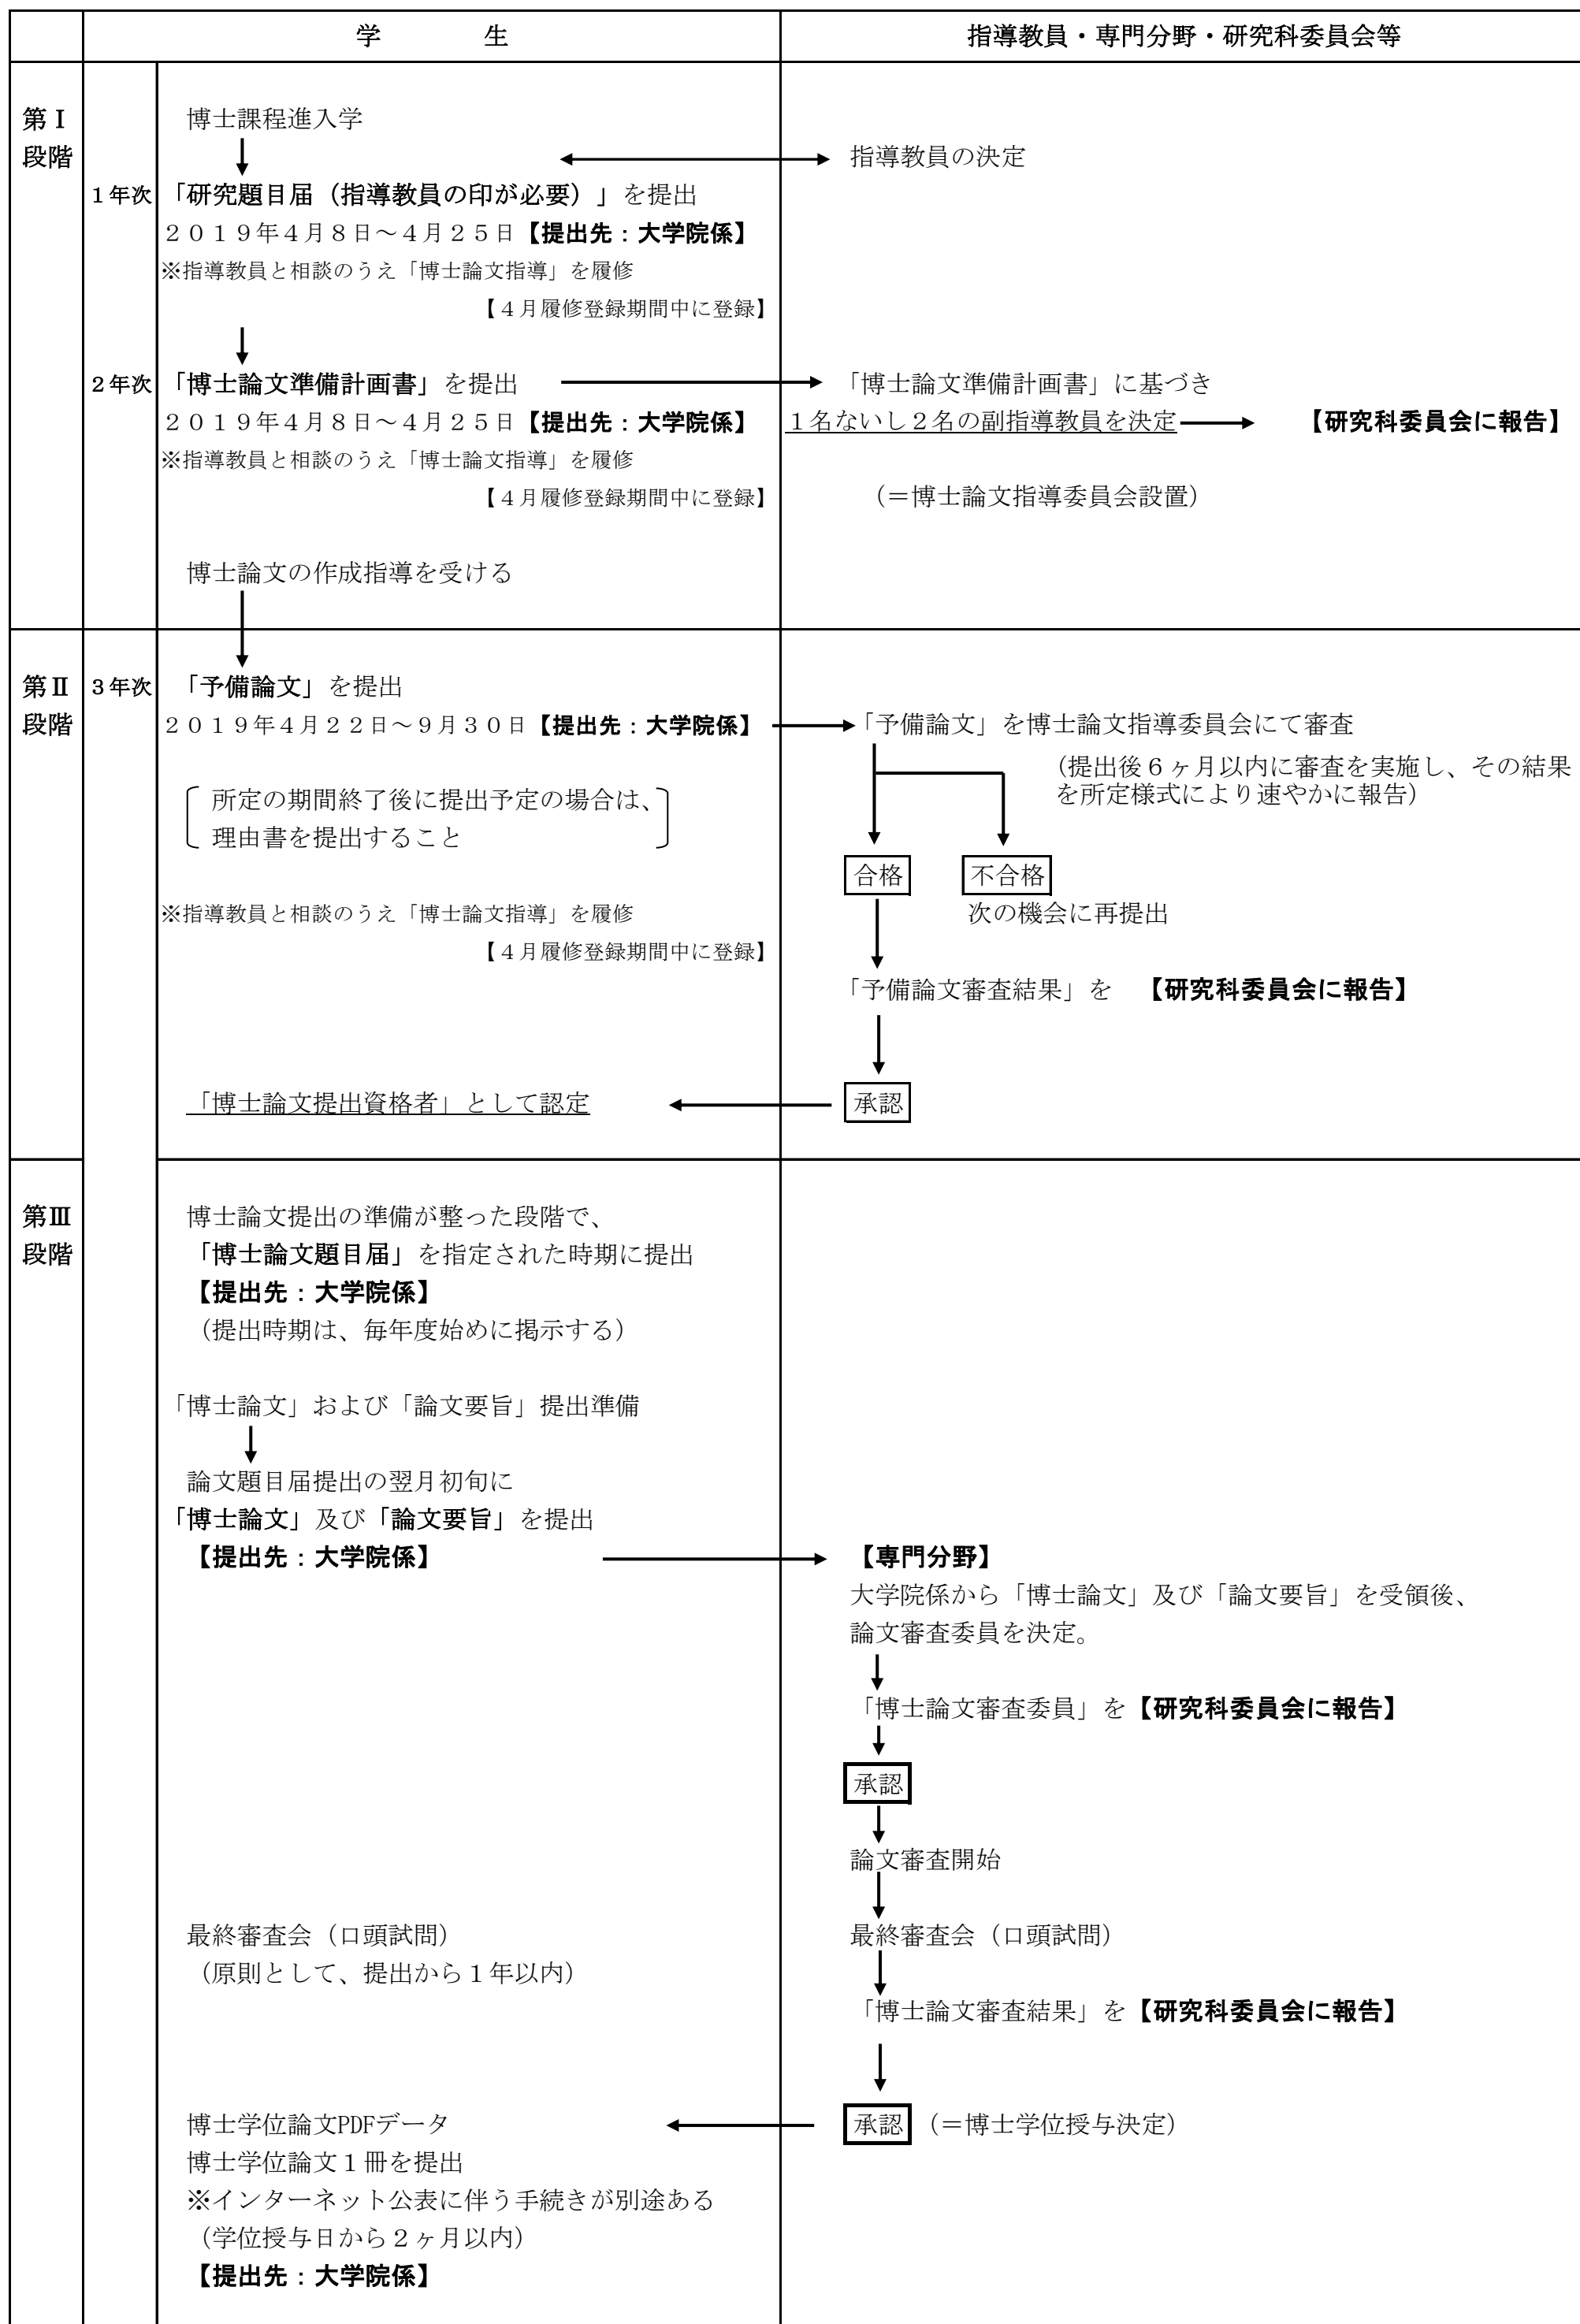 学　生
指導教員・専門分野・研究科委員会等
第Ⅰ
段階
博士課程進入学
指導教員の決定
１年次
「研究題目届（指導教員の印が必要）」を提出
２０１９年４月８日～４月２５日【提出先：大学院係】
※指導教員と相談のうえ「博士論文指導」を履修
【４月履修登録期間中に登録】
２年次
「博士論文準備計画書」を提出
２０１９年４月８日～４月２５日【提出先：大学院係】
※指導教員と相談のうえ「博士論文指導」を履修
【４月履修登録期間中に登録】
「博士論文準備計画書」に基づき
１名ないし２名の副指導教員を決定
【研究科委員会に報告】
（＝博士論文指導委員会設置）
博士論文の作成指導を受ける
第Ⅱ
段階
３年次
「予備論文」を提出
２０１９年４月２２日～９月３０日【提出先：大学院係】
所定の期間終了後に提出予定の場合は、
理由書を提出すること
※指導教員と相談のうえ「博士論文指導」を履修
【４月履修登録期間中に登録】
「予備論文」を博士論文指導委員会にて審査
（提出後６ヶ月以内に審査を実施し、その結果
を所定様式により速やかに報告）
合格
不合格
次の機会に再提出
「予備論文審査結果」を　【研究科委員会に報告】
承認
「博士論文提出資格者」として認定
第Ⅲ
段階
博士論文提出の準備が整った段階で、
「博士論文題目届」を指定された時期に提出
【提出先：大学院係】
（提出時期は、毎年度始めに掲示する）
「博士論文」および「論文要旨」提出準備
論文題目届提出の翌月初旬に
「博士論文」及び「論文要旨」を提出
【提出先：大学院係】
【専門分野】
大学院係から「博士論文」及び「論文要旨」を受領後、
論文審査委員を決定。
「博士論文審査委員」を【研究科委員会に報告】
承認
論文審査開始
最終審査会（口頭試問）
（原則として、提出から１年以内）
最終審査会（口頭試問）
「博士論文審査結果」を【研究科委員会に報告】
承認
（＝博士学位授与決定）
博士学位論文PDFデータ
博士学位論文１冊を提出
※インターネット公表に伴う手続きが別途ある
（学位授与日から２ヶ月以内）
【提出先：大学院係】